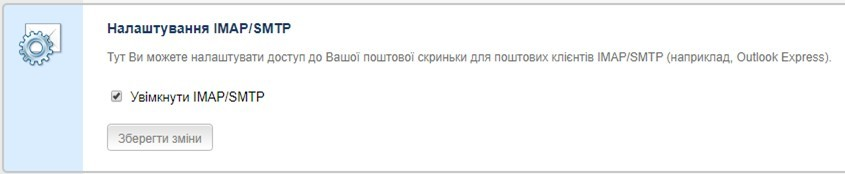 Налаштування IMAP/SMTP
Тут Ви можете налаштувати доступ до Вашої поштової скриньки для поштових клієнтів IMAP/SMTP (наприклад, Outlook Express).
Увімкнути IMAP/SMTP
Зберегти зміни